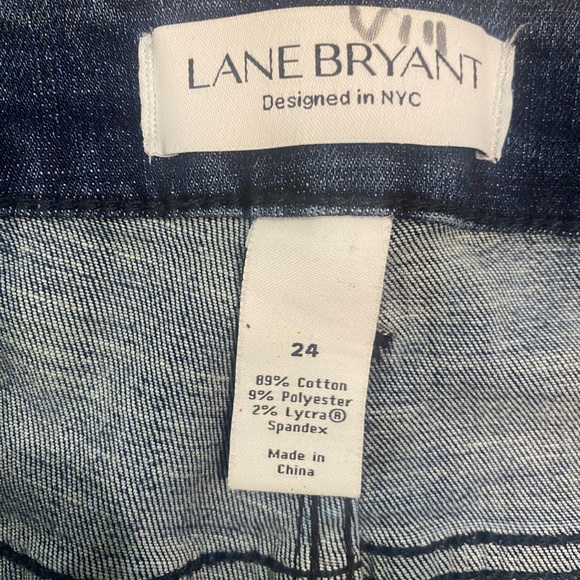 LANE BRYANT
Designed in NYC
24
89% Cotton
9% Polyester
2% Lycra®
Spandex
Made in
China